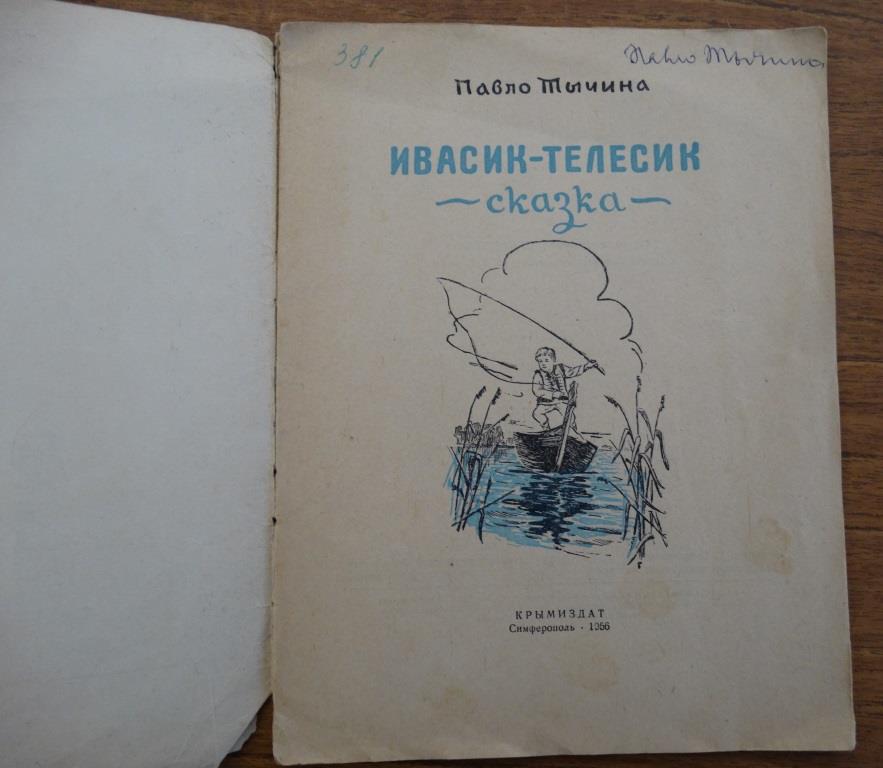 381
Павло Тычина
Павло Тычина
ИВАСИК-ТЕЛЕСИК
сказка
КРЫМИЗДАТ
Симферополь · 1956